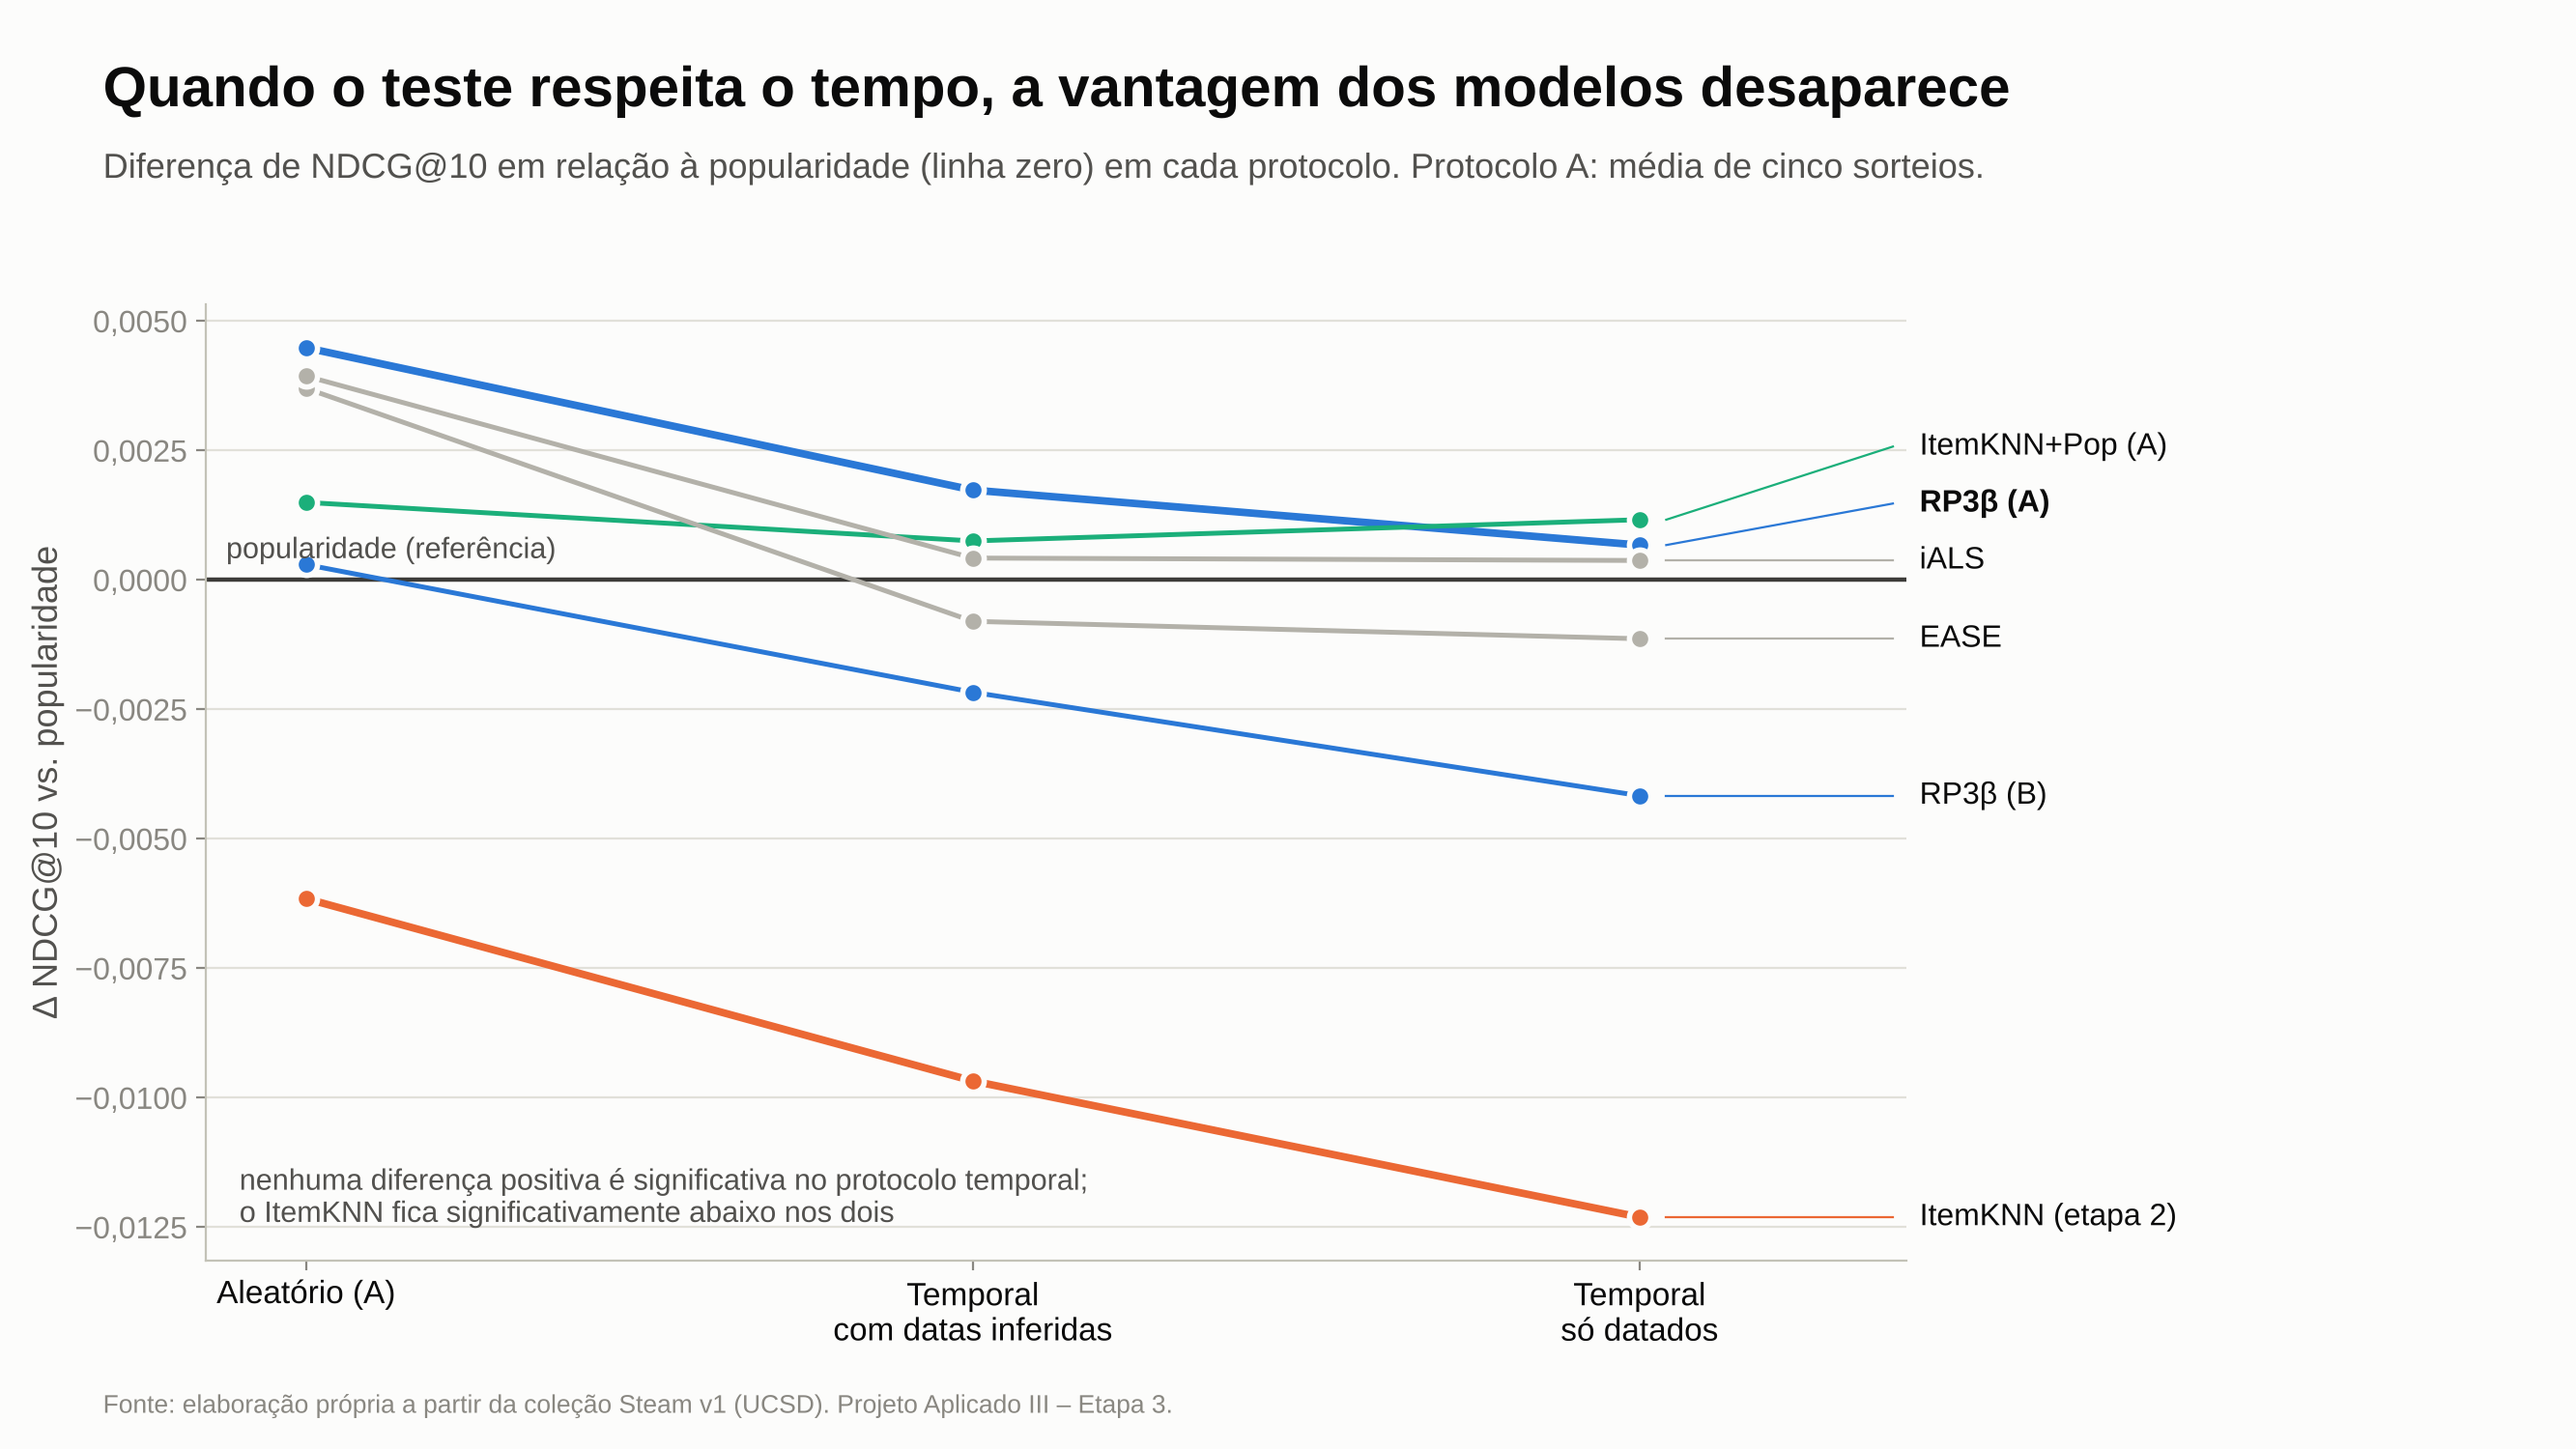 Quando o teste respeita o tempo, a vantagem dos modelos desaparece
Diferença de NDCG@10 em relação à popularidade (linha zero) em cada protocolo. Protocolo A: média de cinco sorteios.
Δ NDCG@10 vs. popularidade
0,0050
0,0025
0,0000
−0,0025
−0,0050
−0,0075
−0,0100
−0,0125
popularidade (referência)
ItemKNN+Pop (A)
RP3β (A)
iALS
EASE
RP3β (B)
ItemKNN (etapa 2)
nenhuma diferença positiva é significativa no protocolo temporal;
o ItemKNN fica significativamente abaixo nos dois
Aleatório (A)
Temporal
com datas inferidas
Temporal
só datados
Fonte: elaboração própria a partir da coleção Steam v1 (UCSD). Projeto Aplicado III – Etapa 3.